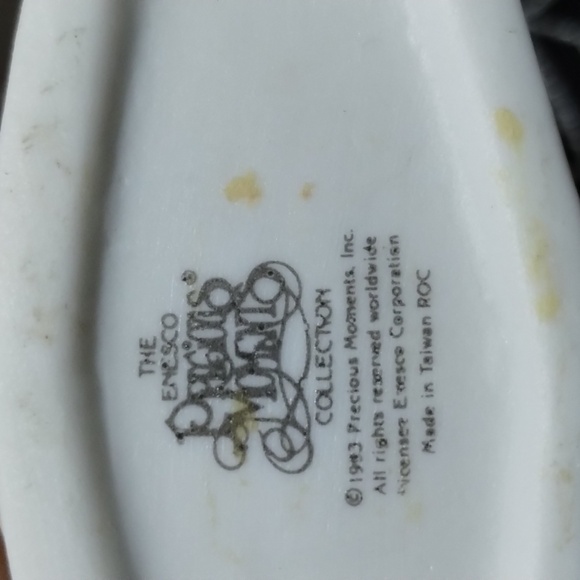 THE
ENESCO
PRECIOUS
MOMENTS®
COLLECTION
© Precious Moments, Inc.
All rights reserved worldwide
Licensee Enesco Corporation
Made in Taiwan ROC